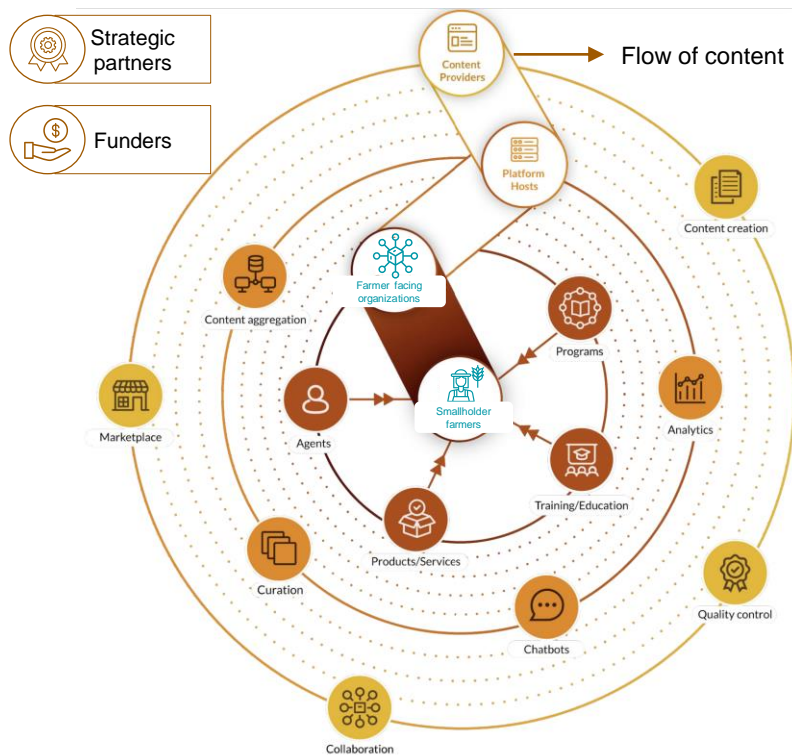 Strategic
partners
Funders
Content
Providers
Flow of content
Platform
Hosts
Content creation
Farmer facing
organizations
Content aggregation
Programs
Smallholder
farmers
Marketplace
Agents
Analytics
Training/Education
Products/Services
Curation
Quality control
Chatbots
Collaboration
$